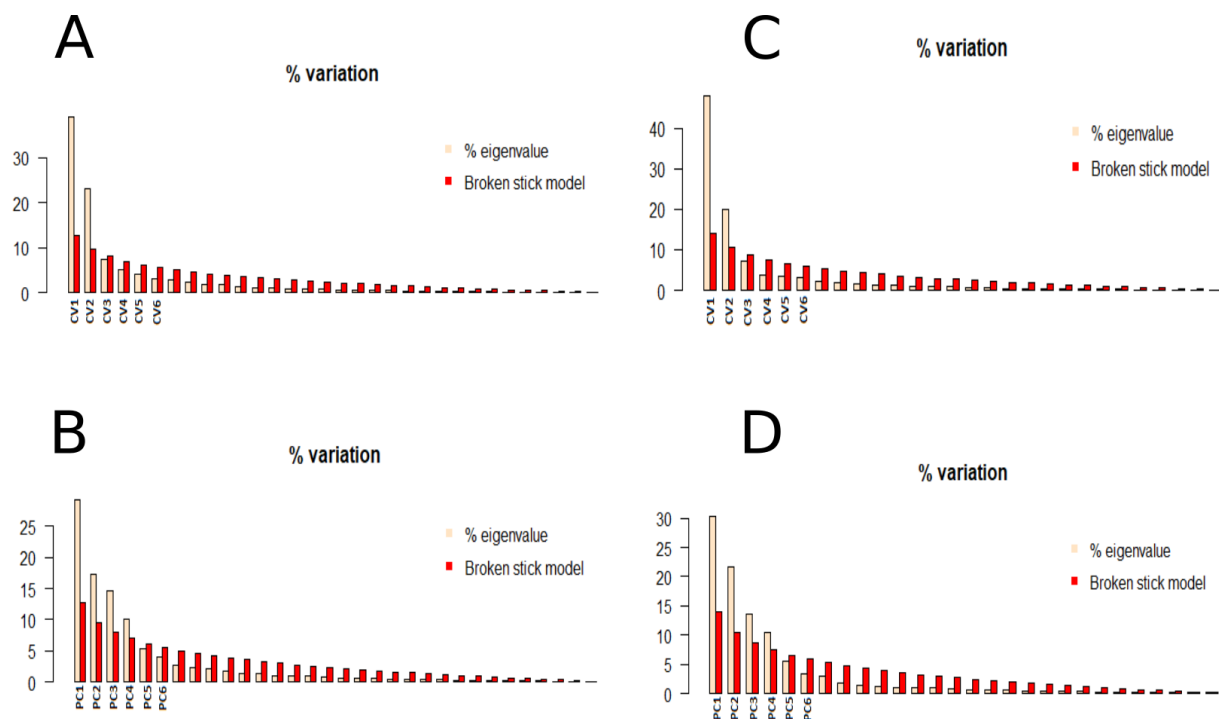 A
% variation
30
20
10
0
% eigenvalue
Broken stick model
CV1
CV2
CV3
CV4
CV5
CV6
C
% variation
40
30
20
10
0
% eigenvalue
Broken stick model
CV1
CV2
CV3
CV4
CV5
CV6
B
% variation
25
20
15
10
5
0
% eigenvalue
Broken stick model
PC1
PC2
PC3
PC4
PC5
PC6
D
% variation
30
25
20
15
10
5
0
% eigenvalue
Broken stick model
PC1
PC2
PC3
PC4
PC5
PC6